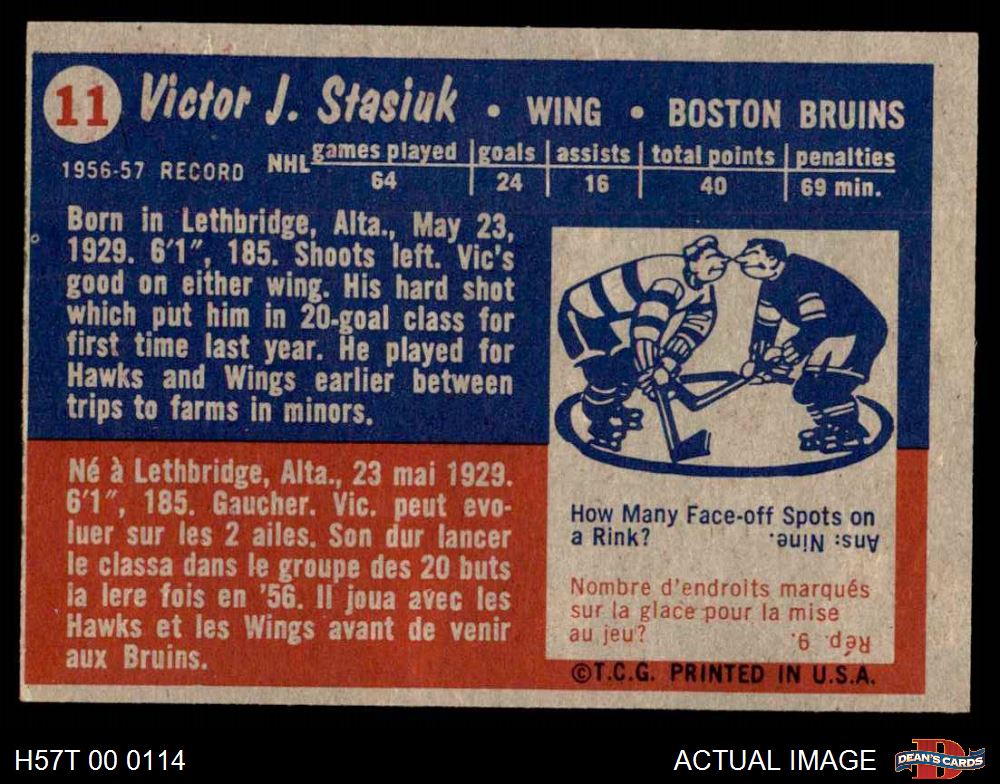 11 Victor J. Stasiuk • WING • BOSTON BRUINS
1956-57 RECORD NHL games played goals assists total points penalties
64 24 16 40 69 min.
Born in Lethbridge, Alta., May 23,
1929. 6'1", 185. Shoots left. Vic's
good on either wing. His hard shot
which put him in 20-goal class for
first time last year. He played for
Hawks and Wings earlier between
trips to farms in minors.
Né à Lethbridge, Alta., 23 mai 1929.
6'1", 185. Gaucher. Vic. peut evo-
luer sur les 2 ailes. Son dur lancer
le classa dans le groupe des 20 buts
la lere fois en '56. Il joua avec les
Hawks et les Wings avant de venir
aux Bruins.
How Many Face-off Spots on
a Rink? Ans: Nine.
Nombre d'endroits marqués
sur la glace pour la mise
au jeu? Rép. 9.
©T.C.G. PRINTED IN U.S.A.
H57T 00 0114 ACTUAL IMAGE DEAN'S CARDS